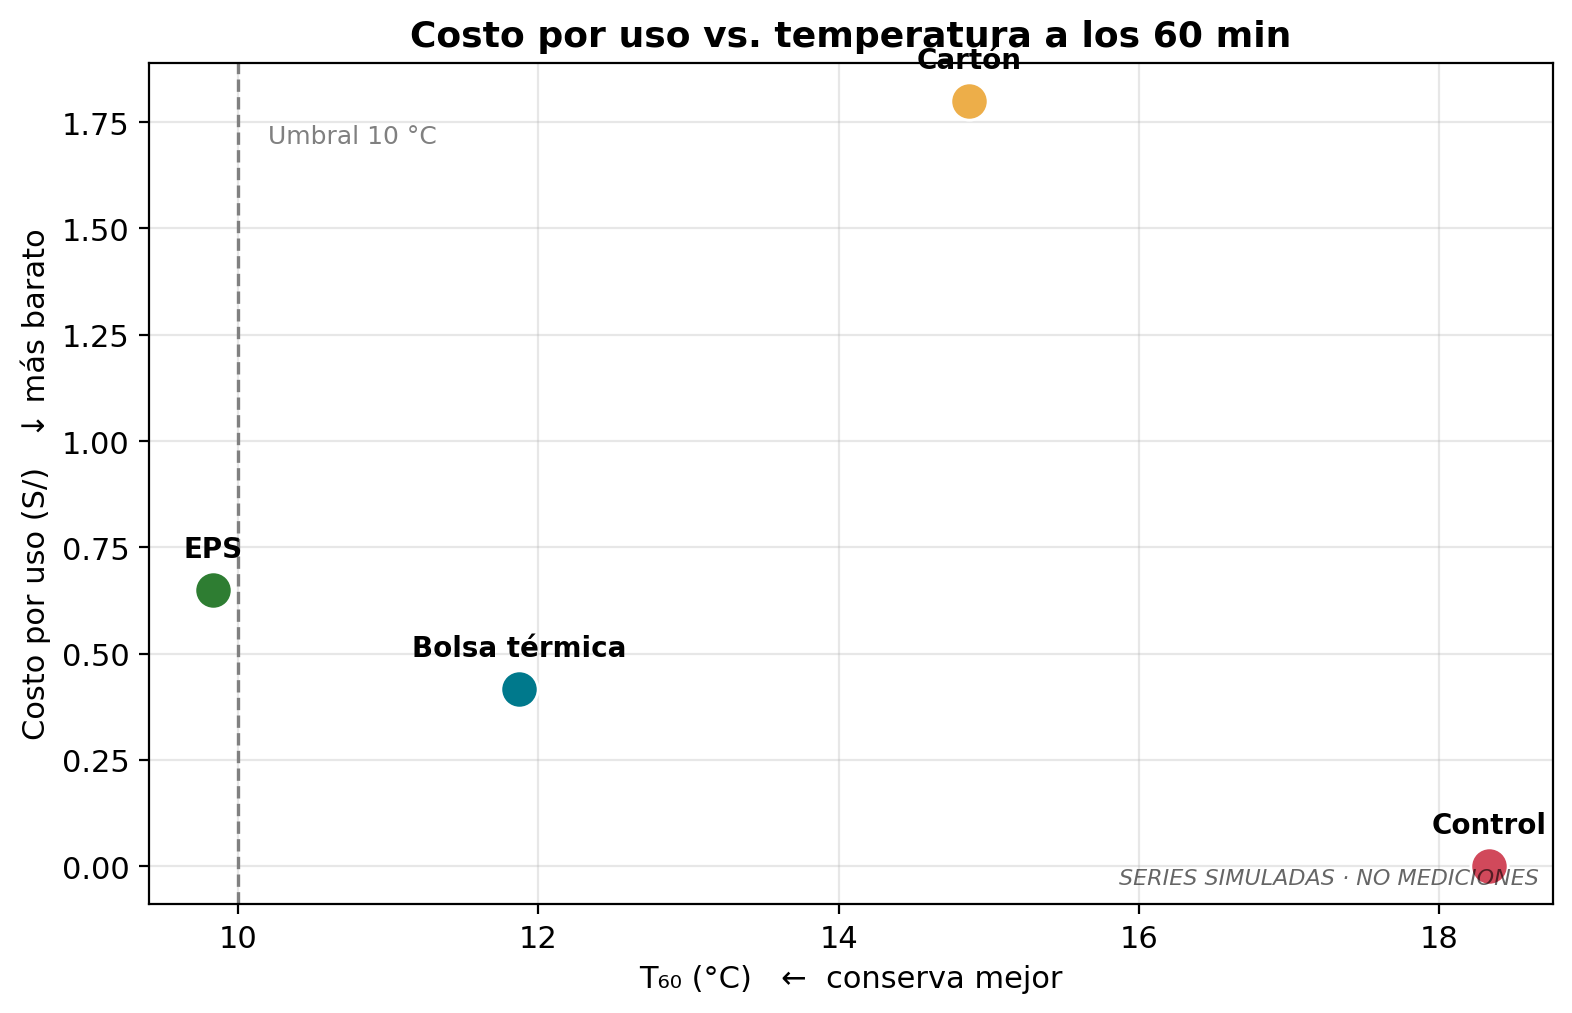 Costo por uso vs. temperatura a los 60 min
Cartón
1.75
Umbral 10 °C
1.50
1.25
1.00
0.75
EPS
0.50
Bolsa térmica
0.25
Control
0.00
SERIES SIMULADAS · NO MEDICIONES
Costo por uso (S/) ↓ más barato
10 12 14 16 18
T₆₀ (°C) ← conserva mejor